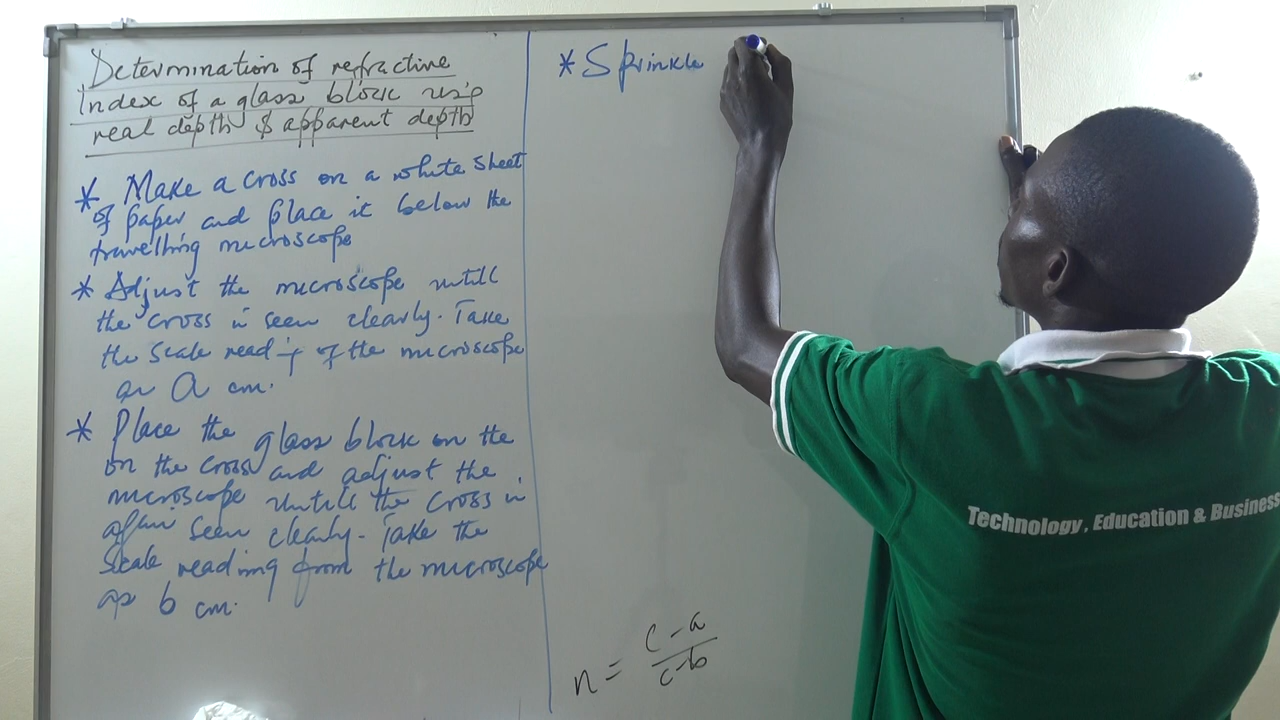 Determination of refractive
Index of a glass block using
real depth & apparent depth
* Make a cross on a white sheet
of paper and place it below the
travelling microscope
* Adjust the microscope untill
the cross is seen clearly. Take
the scale reading of the microscope
as a cm.
* Place the glass block on the
on the cross and adjust the
microscope untill the cross is
again seen clearly. Take the
scale reading from the microscope
as b cm.
* Sprinkle
n = c-a
c-b
Technology, Education & Business